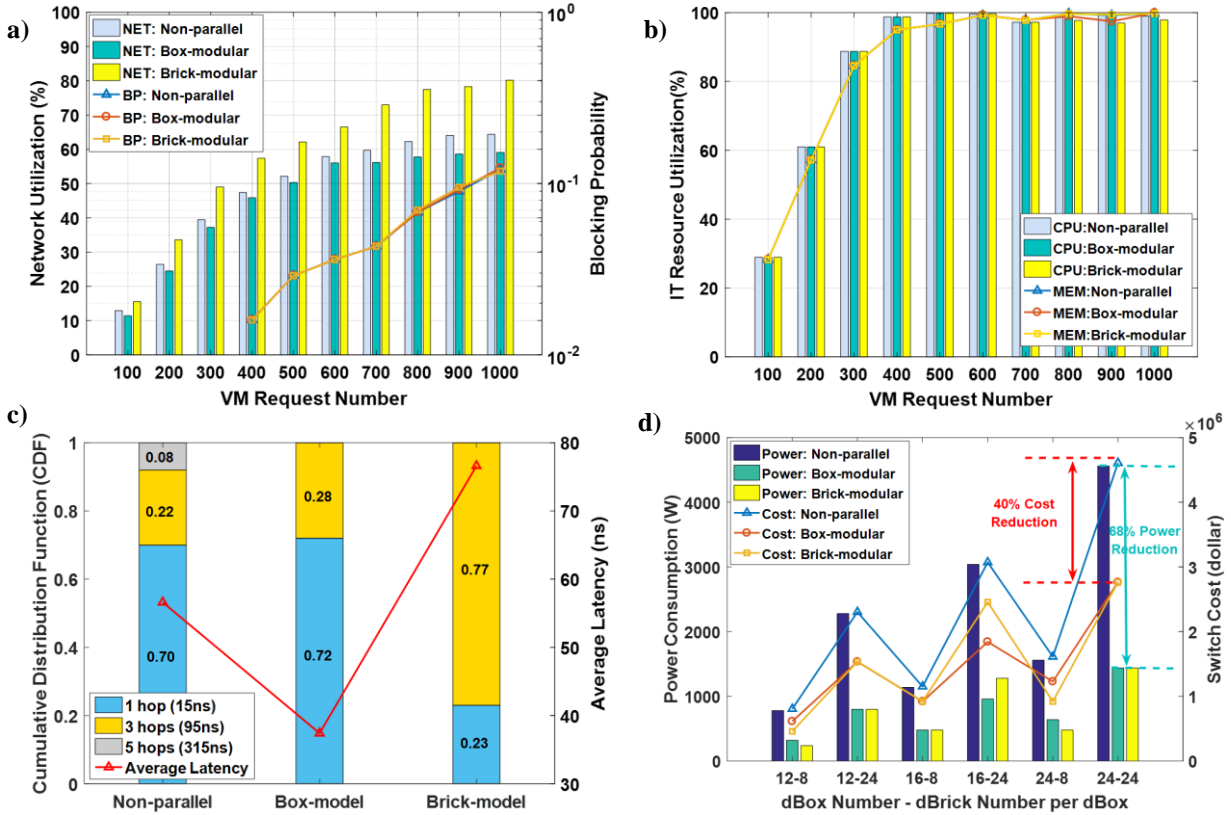 a)
NET: Non-parallel
NET: Box-modular
NET: Brick-modular
BP: Non-parallel
BP: Box-modular
BP: Brick-modular
100
90
80
70
60
50
40
30
20
10
0
10^0
10^-1
10^-2
Network Utilization (%)
Blocking Probability
100 200 300 400 500 600 700 800 900 1000
VM Request Number
b)
100
80
60
40
20
0
IT Resource Utilization(%)
CPU:Non-parallel
CPU:Box-modular
CPU:Brick-modular
MEM:Non-parallel
MEM:Box-modular
MEM:Brick-modular
100 200 300 400 500 600 700 800 900 1000
VM Request Number
c)
1
0.8
0.6
0.4
0.2
0
Cumulative Distribution Function (CDF)
0.08
0.22
0.70
0.28
0.72
0.77
0.23
1 hop (15ns)
3 hops (95ns)
5 hops (315ns)
Average Latency
80
70
60
50
40
30
Average Latency (ns)
Non-parallel Box-model Brick-model
d)
×10^6
5000
4000
3000
2000
1000
0
Power Consumption (W)
Power: Non-parallel
Power: Box-modular
Power: Brick-modular
Cost: Non-parallel
Cost: Box-modular
Cost: Brick-modular
40% Cost
Reduction
68% Power
Reduction
5
4
3
2
1
0
Switch Cost (dollar)
12-8 12-24 16-8 16-24 24-8 24-24
dBox Number - dBrick Number per dBox